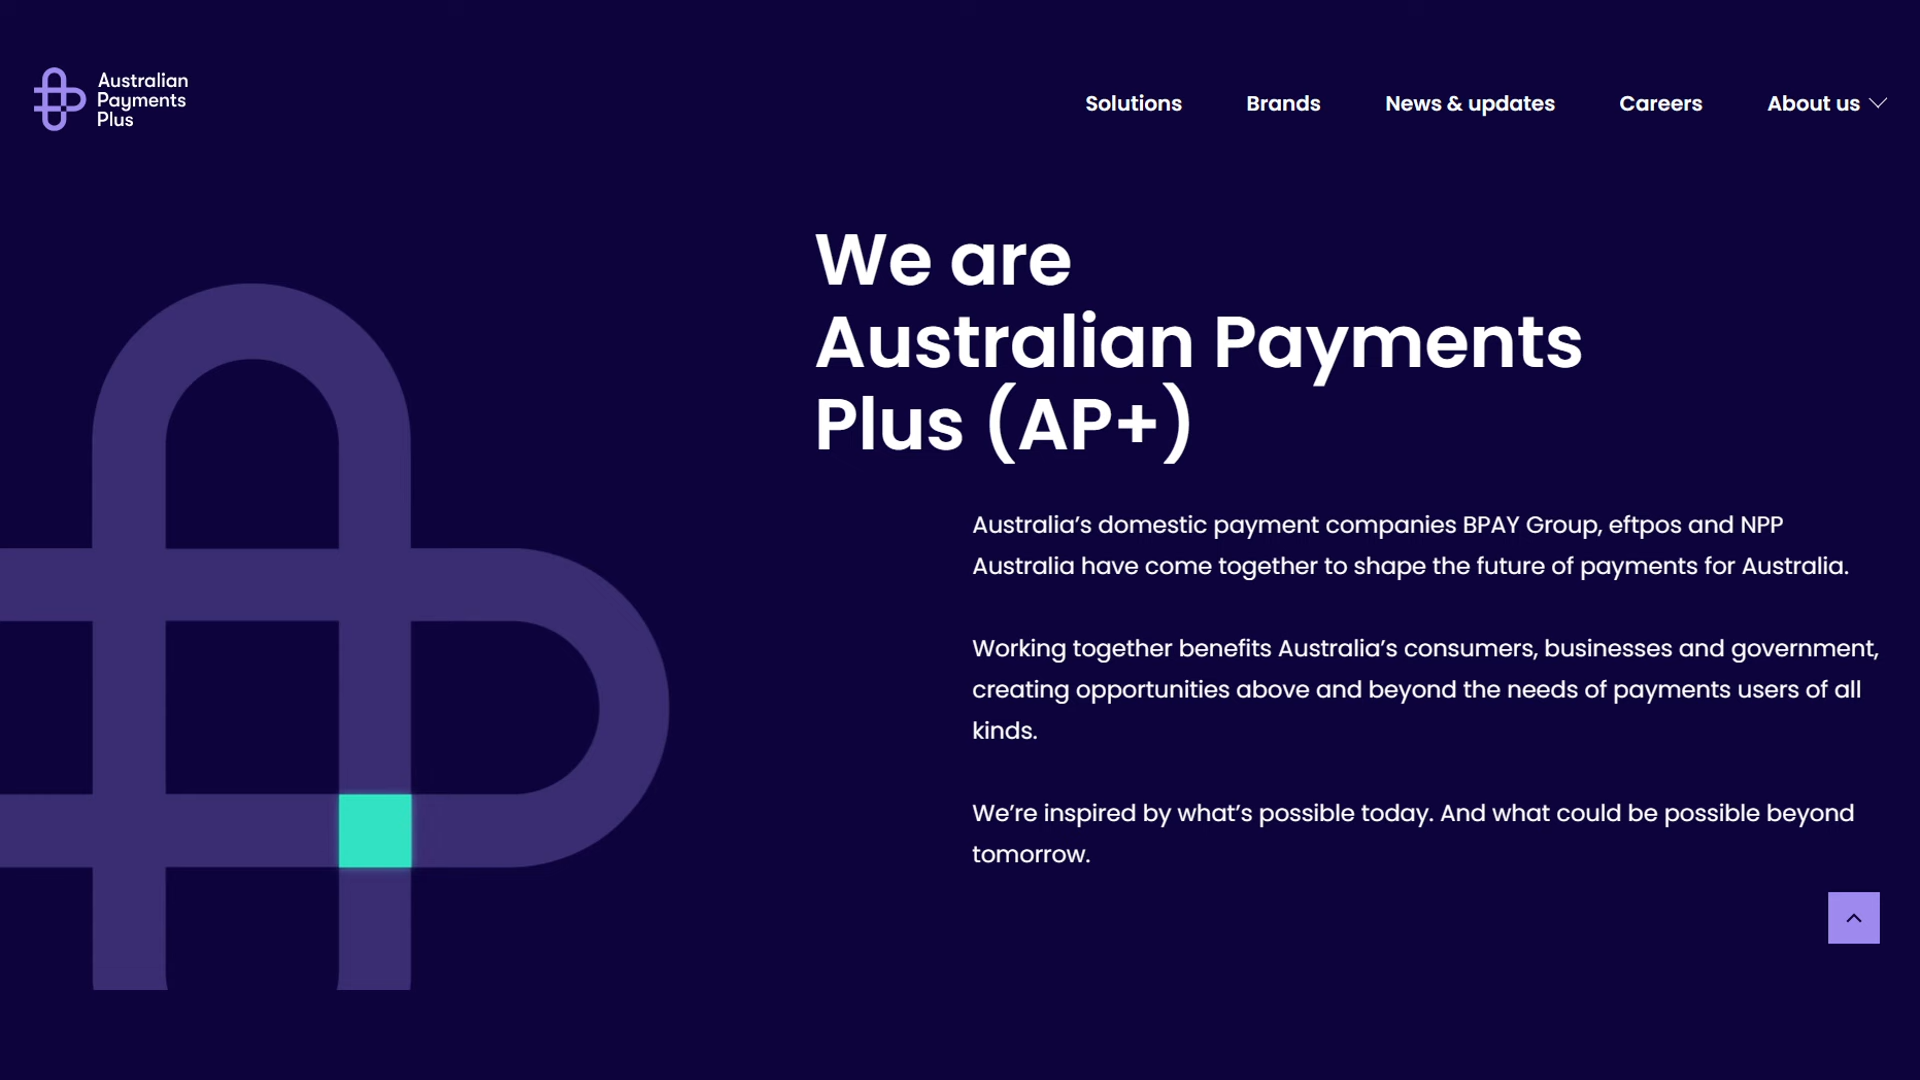 Australian
Payments
Plus
Solutions
Brands
News & updates
Careers
About us
We are
Australian Payments
Plus (AP+)
Australia’s domestic payment companies BPAY Group, eftpos and NPP
Australia have come together to shape the future of payments for Australia.
Working together benefits Australia’s consumers, businesses and government,
creating opportunities above and beyond the needs of payments users of all
kinds.
We’re inspired by what’s possible today. And what could be possible beyond
tomorrow.